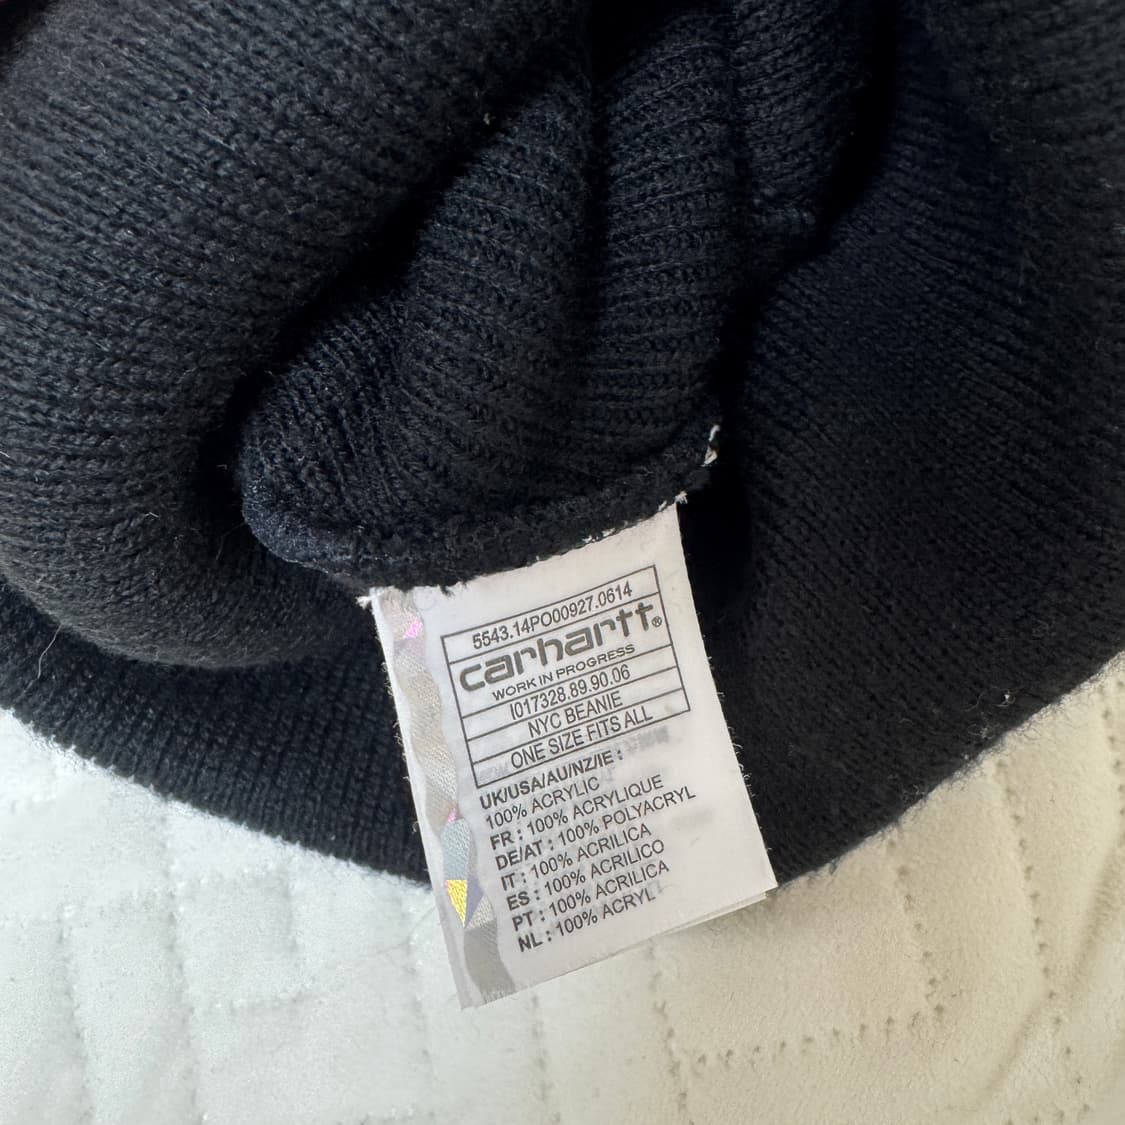 5543.14PO00927.0614
carhartt®
WORK IN PROGRESS
I017328.89.90.06
NYC BEANIE
ONE SIZE FITS ALL
UK/USA/AU/NZ/IE :
100% ACRYLIC
FR : 100% ACRYLIQUE
DE/AT : 100% POLYACRYL
IT : 100% ACRILICA
ES : 100% ACRILICO
PT : 100% ACRILICA
NL : 100% ACRYL